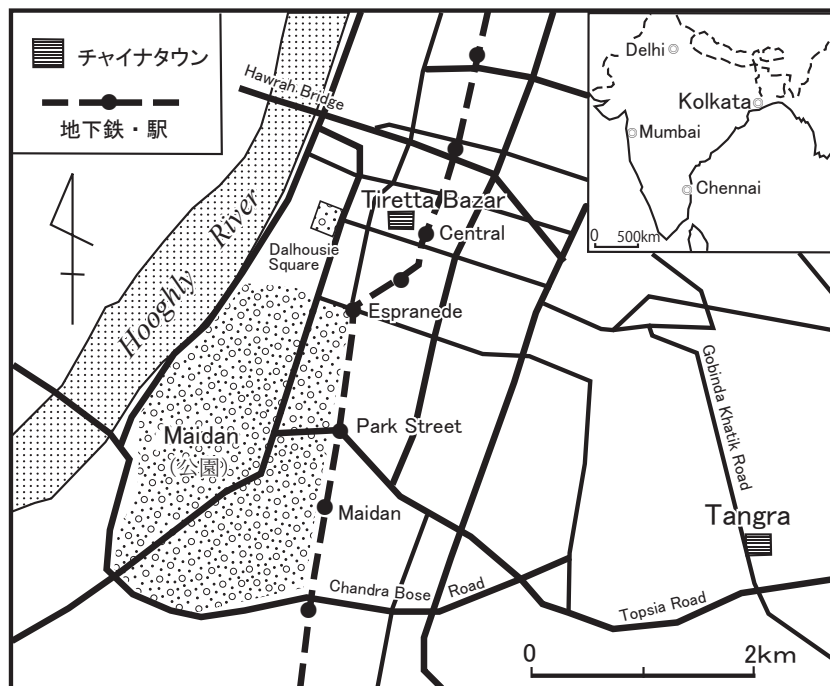 チャイナタウン
地下鉄・駅
Hawrah Bridge
Hooghly River
Tiretta Bazar
Central
Dalhousie
Square
Espranede
Park Street
Maidan
(公園)
Maidan
Chandra Bose Road
Topsia Road
Gobinda Khatik Road
Tangra
0 2km
Delhi
Kolkata
Mumbai
Chennai
0 500km